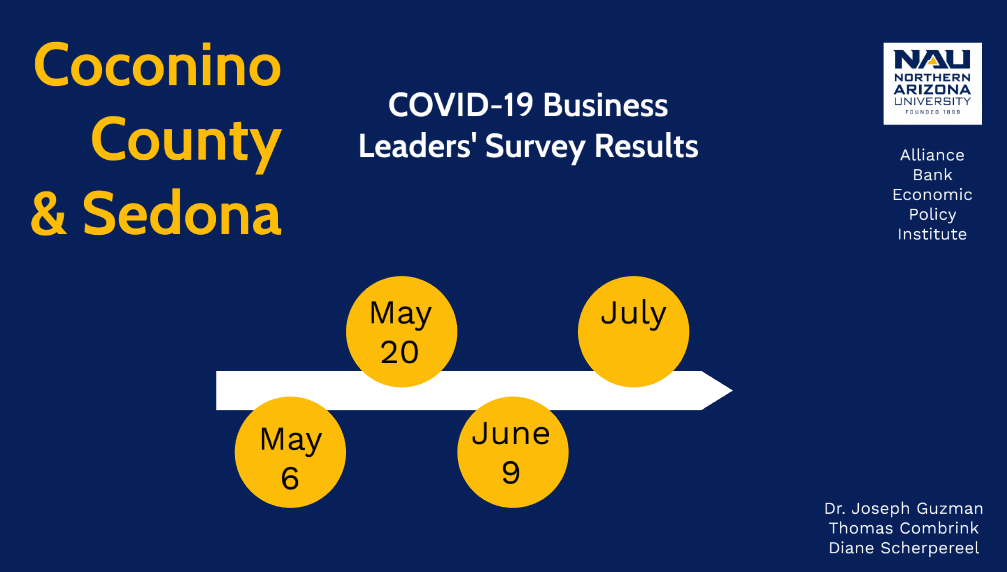 Coconino
County
& Sedona
COVID-19 Business
Leaders' Survey Results
NAU
NORTHERN
ARIZONA
UNIVERSITY
FOUNDED 1899
Alliance
Bank
Economic
Policy
Institute
May
6
May
20
June
9
July
Dr. Joseph Guzman
Thomas Combrink
Diane Scherpereel